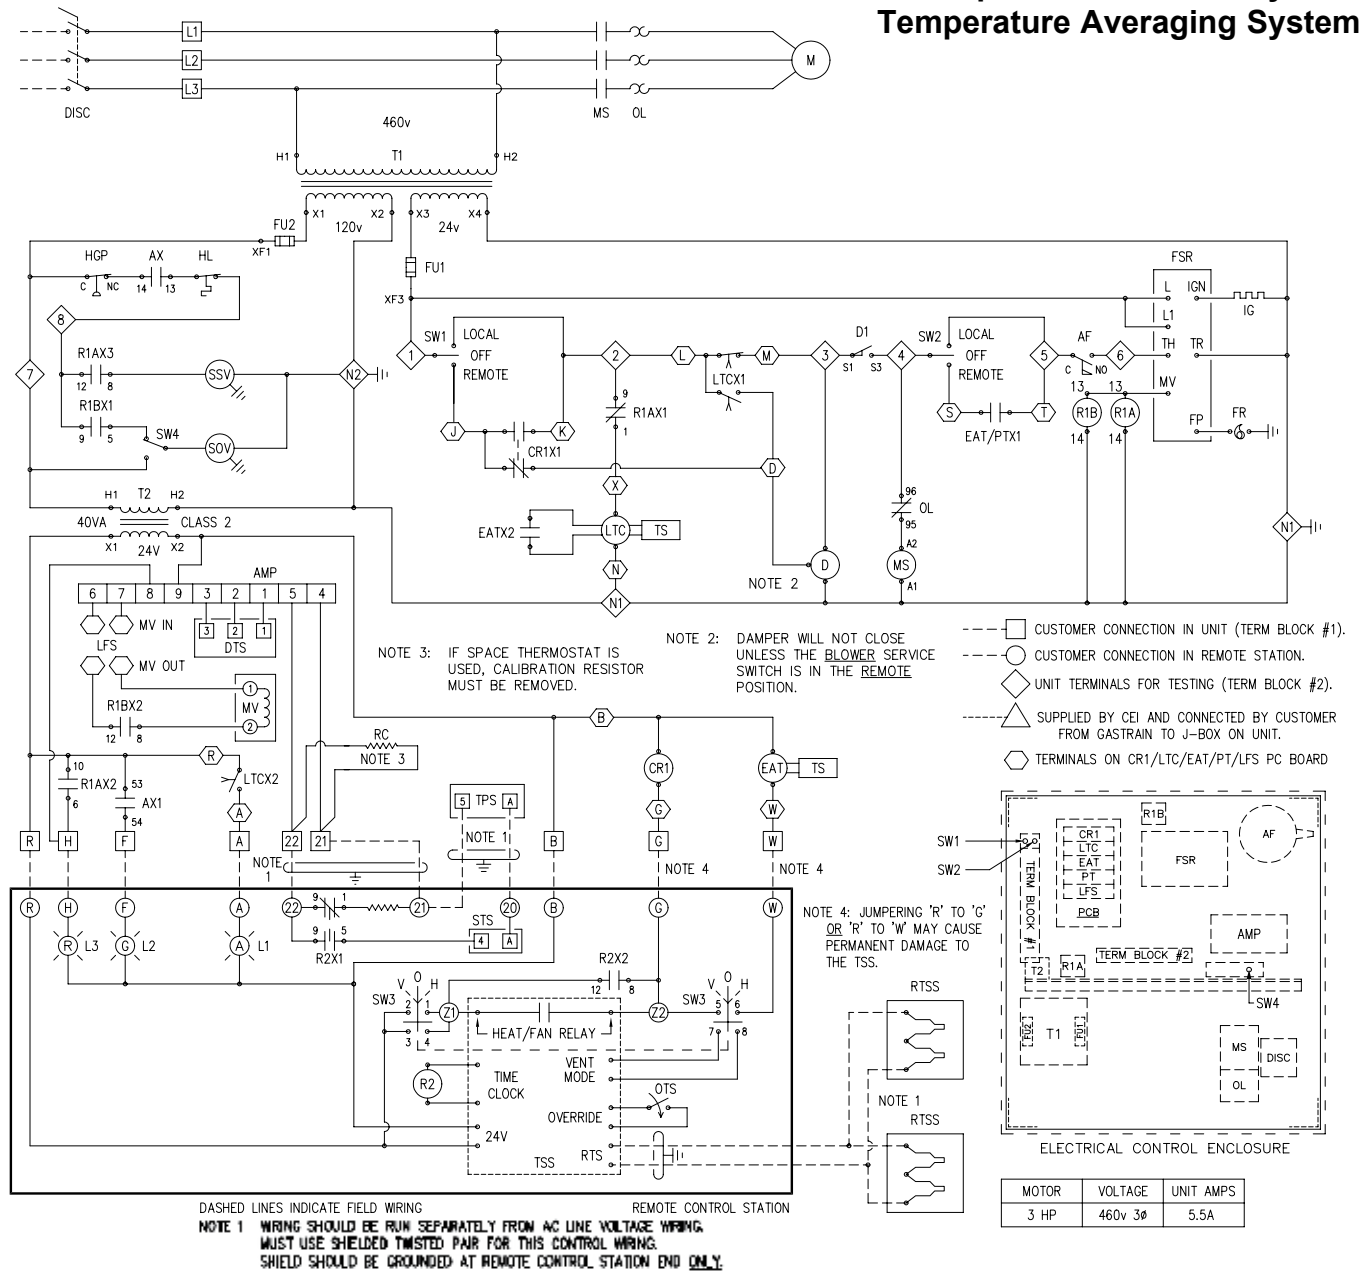 Temperature Averaging System
L1
L2
L3
DISC
MS OL
M
460v
H1 T1 H2
X1 X2 X3 X4
120v 24v
FU2
XF1
FU1
XF3
HGP AX HL
C NC 14 13
8
R1AX3
12 8
SSV
7
N2
R1BX1
9 5
SW4
SOV
H1 T2 H2
40VA CLASS 2
X1 24V X2
SW1 LOCAL
OFF
REMOTE
1
2
L
M
3
D1
S1 S3
4
SW2 LOCAL
OFF
REMOTE
5
AF
C NO
6
FSR
L IGN
L1
IG
TH TR
MV
FP FR
LTCX1
9
R1AX1
1
J
K
CR1X1
D
X
S
T
EAT/PTX1
13 13
R1B R1A
14 14
EATX2
LTC TS
N
N1
NOTE 2
D
96
OL
95
A2
MS
A1
N1
AMP
6 7 8 9 3 2 1 5 4
MV IN
3 2 1
DTS
LFS
MV OUT
R1BX2
12 8
1
MV
2
NOTE 3: IF SPACE THERMOSTAT IS
USED, CALIBRATION RESISTOR
MUST BE REMOVED.
NOTE 2: DAMPER WILL NOT CLOSE
UNLESS THE BLOWER SERVICE
SWITCH IS IN THE REMOTE
POSITION.
CUSTOMER CONNECTION IN UNIT (TERM BLOCK #1).
CUSTOMER CONNECTION IN REMOTE STATION.
UNIT TERMINALS FOR TESTING (TERM BLOCK #2).
SUPPLIED BY CEI AND CONNECTED BY CUSTOMER
FROM GASTRAIN TO J-BOX ON UNIT.
TERMINALS ON CR1/LTC/EAT/PT/LFS PC BOARD
B
R
RC
NOTE 3
10
R1AX2
6
53
AX1
54
LTCX2
A
5 TPS A
NOTE 1
CR1
G
EAT TS
W
R H F A 22 21 B G W
NOTE
1
NOTE 4 NOTE 4
R H F A 22 9 1 21 20 B G W
R L3
G L2
A L1
9 5
R2X1
STS
4 A
R2X2
12 8
V O H
SW3 2 1
3 4
Z1
HEAT/FAN RELAY
Z2
V O H
SW3 5 6
7 8
R2
TIME
CLOCK
VENT
MODE
OTS
OVERRIDE
24V
TSS
RTS
NOTE 4: JUMPERING 'R' TO 'G'
OR 'R' TO 'W' MAY CAUSE
PERMANENT DAMAGE TO
THE TSS.
RTSS
NOTE 1
RTSS
R1B
AF
SW1
SW2
CR1
LTC
EAT
PT
LFS
PCB
FSR
TERM BLOCK #1
AMP
T2 R1A TERM BLOCK #2
SW4
FU2 T1 FU1
MS
OL
DISC
ELECTRICAL CONTROL ENCLOSURE
MOTOR VOLTAGE UNIT AMPS
3 HP 460v 3ø 5.5A
DASHED LINES INDICATE FIELD WIRING
REMOTE CONTROL STATION
NOTE 1 WIRING SHOULD BE RUN SEPARATELY FROM AC LINE VOLTAGE WIRING.
MUST USE SHIELDED TWISTED PAIR FOR THIS CONTROL WIRING.
SHIELD SHOULD BE GROUNDED AT REMOTE CONTROL STATION END ONLY.